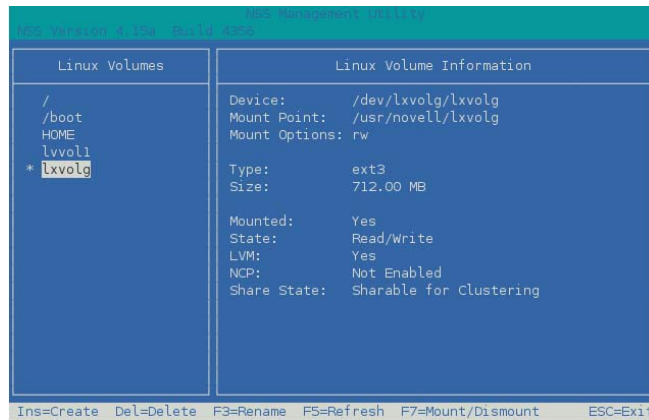 NSS Management Utility
NSS Version 4.15a Build 4356
Linux Volumes
/
/boot
HOME
lvvol1
* lxvolg
Linux Volume Information
Device: /dev/lxvolg/lxvolg
Mount Point: /usr/novell/lxvolg
Mount Options: rw
Type: ext3
Size: 712.00 MB
Mounted: Yes
State: Read/Write
LVM: Yes
NCP: Not Enabled
Share State: Sharable for Clustering
Ins=Create Del=Delete F3=Rename F5=Refresh F7=Mount/Dismount ESC=Exit